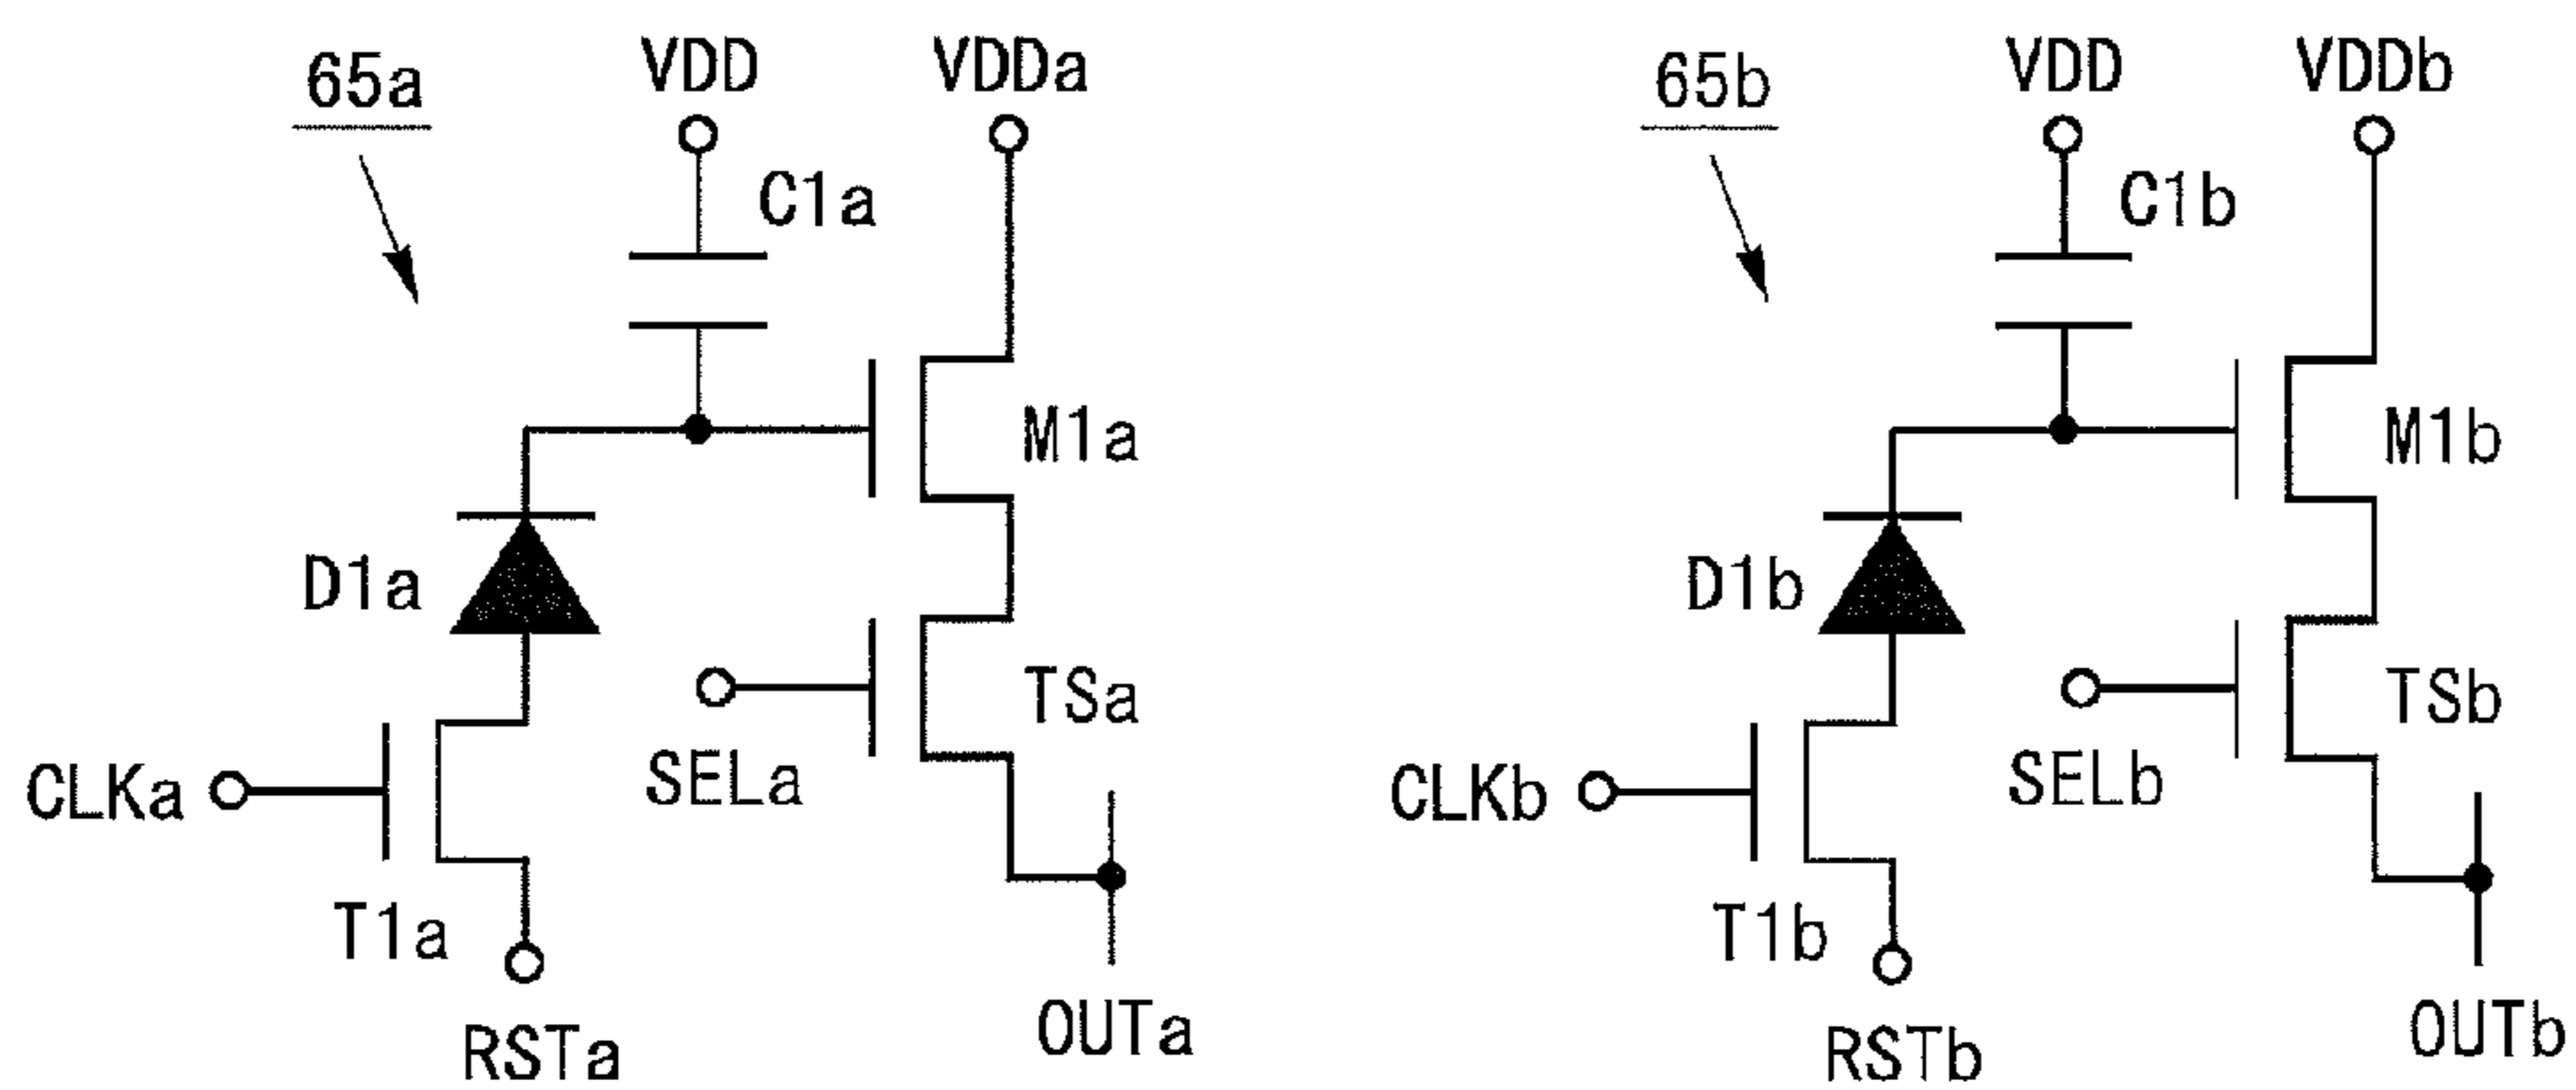 65a
VDD
VDDa
C1a
M1a
D1a
TSa
SELa
CLKa
T1a
RSTa
OUTa
65b
VDD
VDDb
C1b
M1b
D1b
TSb
SELb
CLKb
T1b
RSTb
OUTb